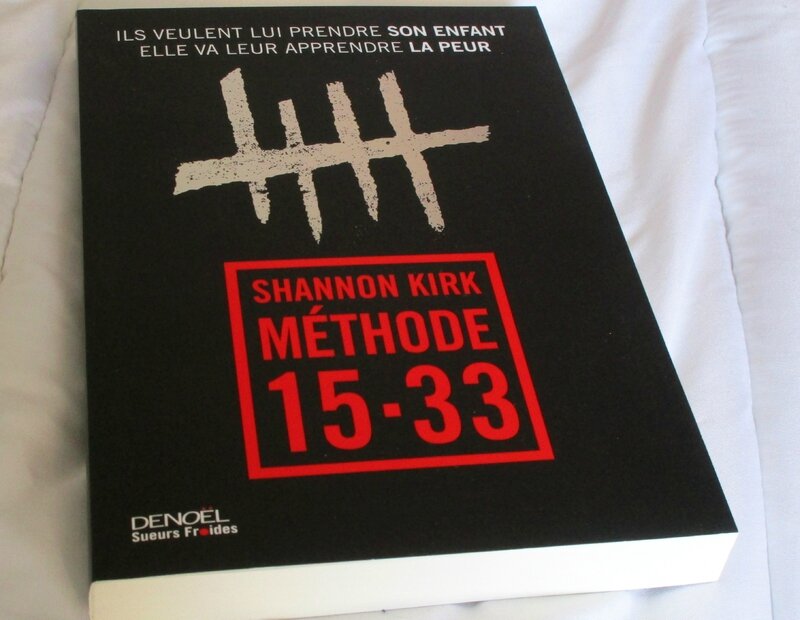 ILS VEULENT LUI PRENDRE SON ENFANT
ELLE VA LEUR APPRENDRE LA PEUR
SHANNON KIRK
MÉTHODE
15·33
DENOËL
Sueurs Froides